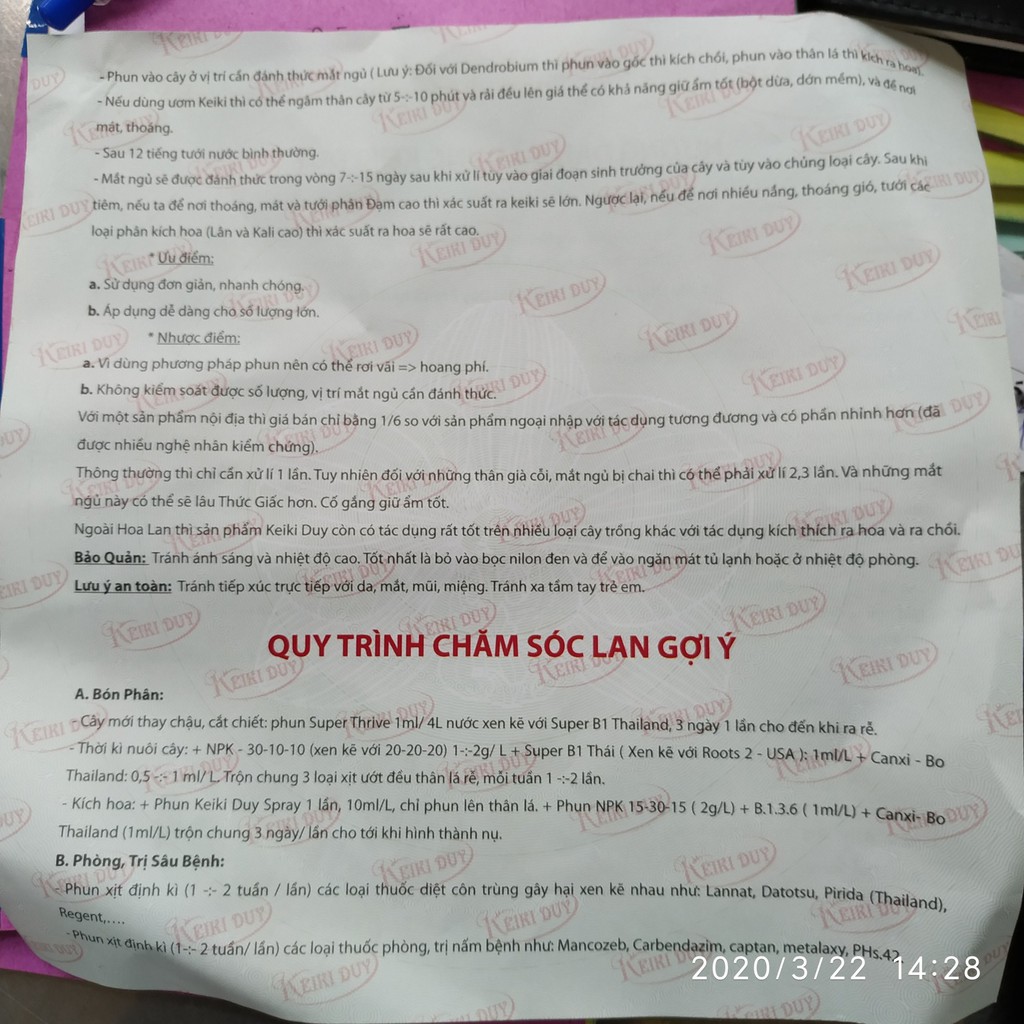 - Phun vào cây ở vị trí cần đánh thức mắt ngủ ( Lưu ý: Đối với Dendrobium thì phun vào gốc thì kích chồi, phun vào thân lá thì kích ra hoa).
- Nếu dùng ươm Keiki thì có thể ngâm thân cây từ 5-:-10 phút và rải đều lên giá thể có khả năng giữ ẩm tốt (bột dừa, dớn mềm), và để nơi
mát, thoáng.
- Sau 12 tiếng tưới nước bình thường.
- Mắt ngủ sẽ được đánh thức trong vòng 7-:-15 ngày sau khi xử lí tùy vào giai đoạn sinh trưởng của cây và tùy vào chủng loại cây. Sau khi
tiêm, nếu ta để nơi thoáng, mát và tưới phân Đạm cao thì xác suất ra keiki sẽ lớn. Ngược lại, nếu để nơi nhiều nắng, thoáng gió, tưới các
loại phân kích hoa (Lân và Kali cao) thì xác suất ra hoa sẽ rất cao.
* Ưu điểm:
a. Sử dụng đơn giản, nhanh chóng.
b. Áp dụng dễ dàng cho số lượng lớn.
* Nhược điểm:
a. Vì dùng phương pháp phun nên có thể rơi vãi => hoang phí.
b. Không kiểm soát được số lượng, vị trí mắt ngủ cần đánh thức.
Với một sản phẩm nội địa thì giá bán chỉ bằng 1/6 so với sản phẩm ngoại nhập với tác dụng tương đương và có phần nhỉnh hơn (đã
được nhiều nghệ nhân kiểm chứng).
Thông thường thì chỉ cần xử lí 1 lần. Tuy nhiên đối với những thân già cỗi, mắt ngủ bị chai thì có thể phải xử lí 2,3 lần. Và những mắt
ngủ này có thể sẽ lâu Thức Giấc hơn. Cố gắng giữ ẩm tốt.
Ngoài Hoa Lan thì sản phẩm Keiki Duy còn có tác dụng rất tốt trên nhiều loại cây trồng khác với tác dụng kích thích ra hoa và ra chồi.
Bảo Quản: Tránh ánh sáng và nhiệt độ cao. Tốt nhất là bỏ vào bọc nilon đen và để vào ngăn mát tủ lạnh hoặc ở nhiệt độ phòng.
Lưu ý an toàn: Tránh tiếp xúc trực tiếp với da, mắt, mũi, miệng. Tránh xa tầm tay trẻ em.
QUY TRÌNH CHĂM SÓC LAN GỢI Ý
A. Bón Phân:
- Cây mới thay chậu, cắt chiết: phun Super Thrive 1ml/ 4L nước xen kẽ với Super B1 Thailand, 3 ngày 1 lần cho đến khi ra rễ.
- Thời kì nuôi cây: + NPK - 30-10-10 (xen kẽ với 20-20-20) 1-:-2g/ L + Super B1 Thái ( Xen kẽ với Roots 2 - USA ): 1ml/L + Canxi - Bo
Thailand: 0,5 -:- 1 ml/ L. Trộn chung 3 loại xịt ướt đều thân lá rễ, mỗi tuần 1 -:-2 lần.
- Kích hoa: + Phun Keiki Duy Spray 1 lần, 10ml/L, chỉ phun lên thân lá. + Phun NPK 15-30-15 ( 2g/L) + B.1.3.6 ( 1ml/L) + Canxi- Bo
Thailand (1ml/L) trộn chung 3 ngày/ lần cho tới khi hình thành nụ.
B. Phòng, Trị Sâu Bệnh:
- Phun xịt định kì (1 -:- 2 tuần / lần) các loại thuốc diệt côn trùng gây hại xen kẽ nhau như: Lannat, Datotsu, Pirida (Thailand),
Regent,....
- Phun xịt định kì (1-:- 2 tuần/ lần) các loại thuốc phòng, trị nấm bệnh như: Mancozeb, Carbendazim, captan, metalaxy, PHs.42
2020/3/22 14:28